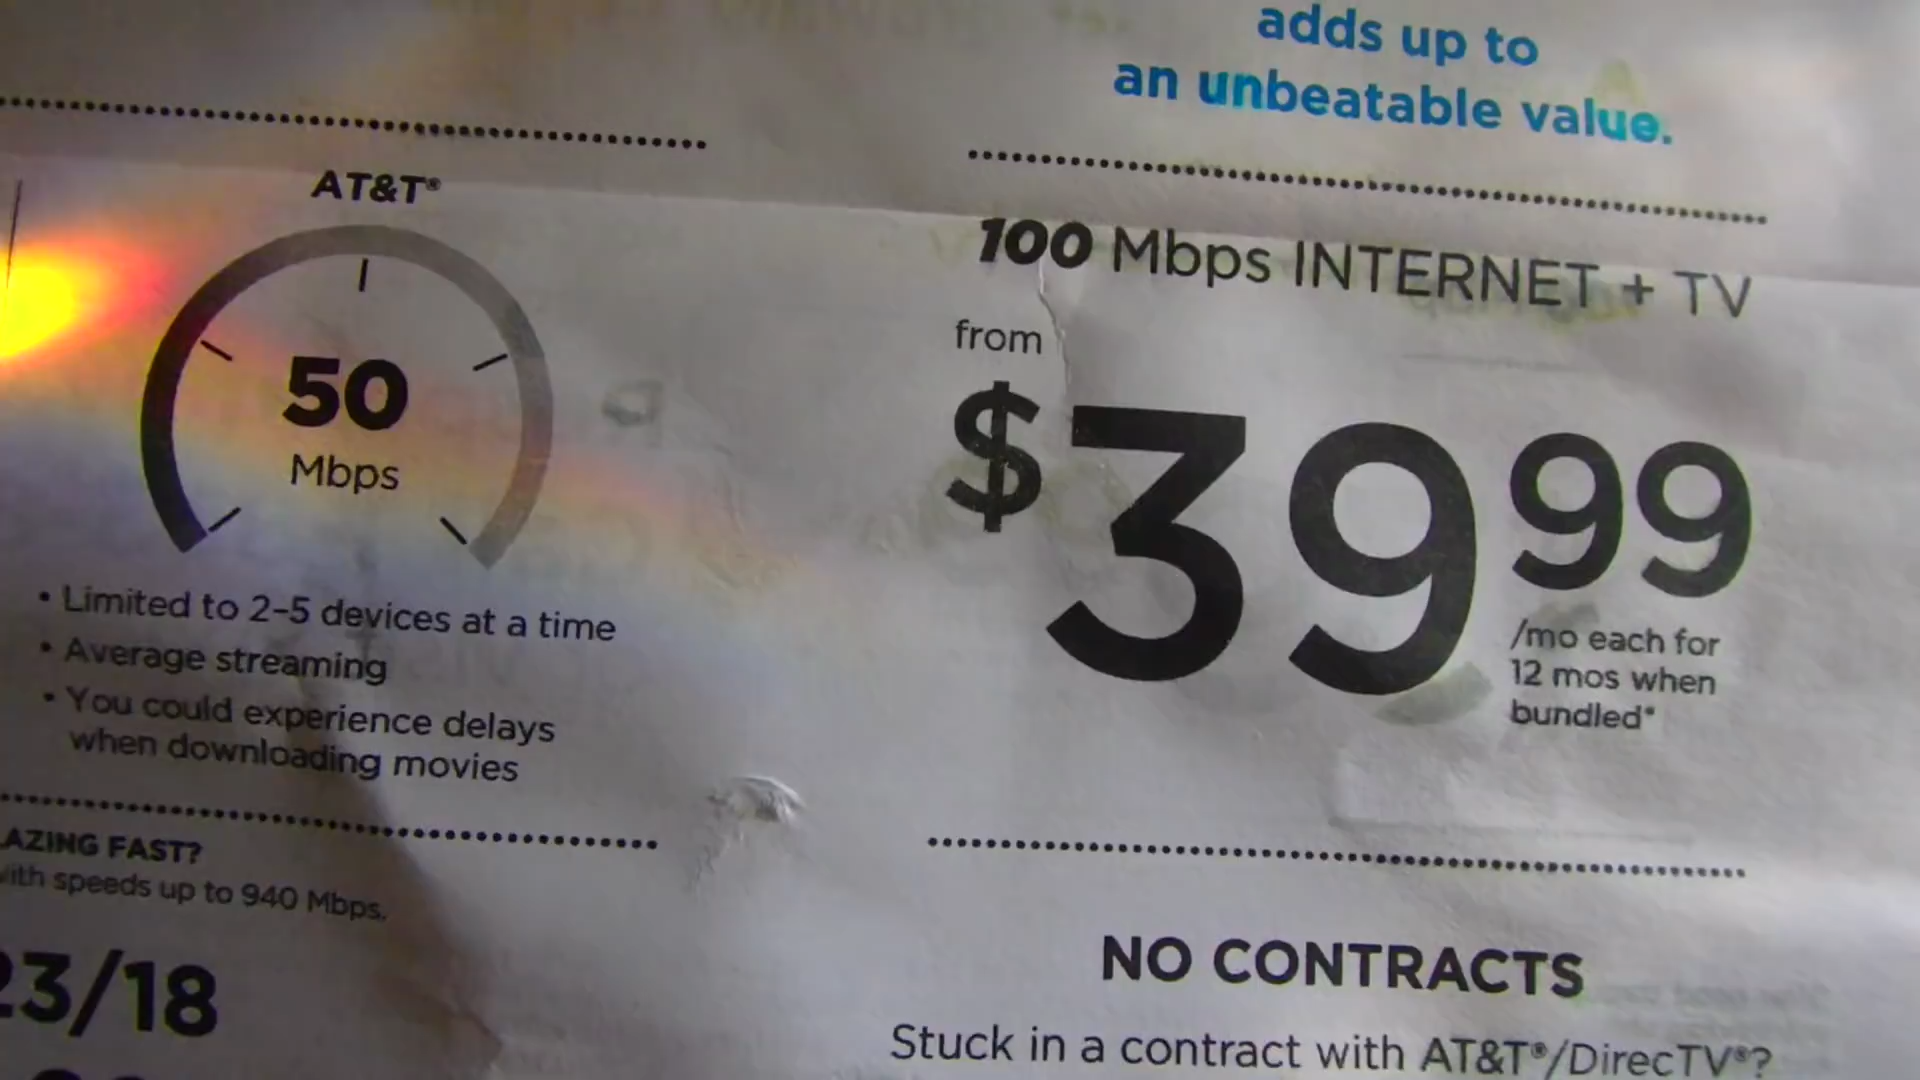 adds up to
an unbeatable value.
AT&T®
50
Mbps
• Limited to 2-5 devices at a time
• Average streaming
• You could experience delays
when downloading movies
AZING FAST?
with speeds up to 940 Mbps.
23/18
100 Mbps INTERNET + TV
from
$39 99
/mo each for
12 mos when
bundled*
NO CONTRACTS
Stuck in a contract with AT&T®/DirecTV®?